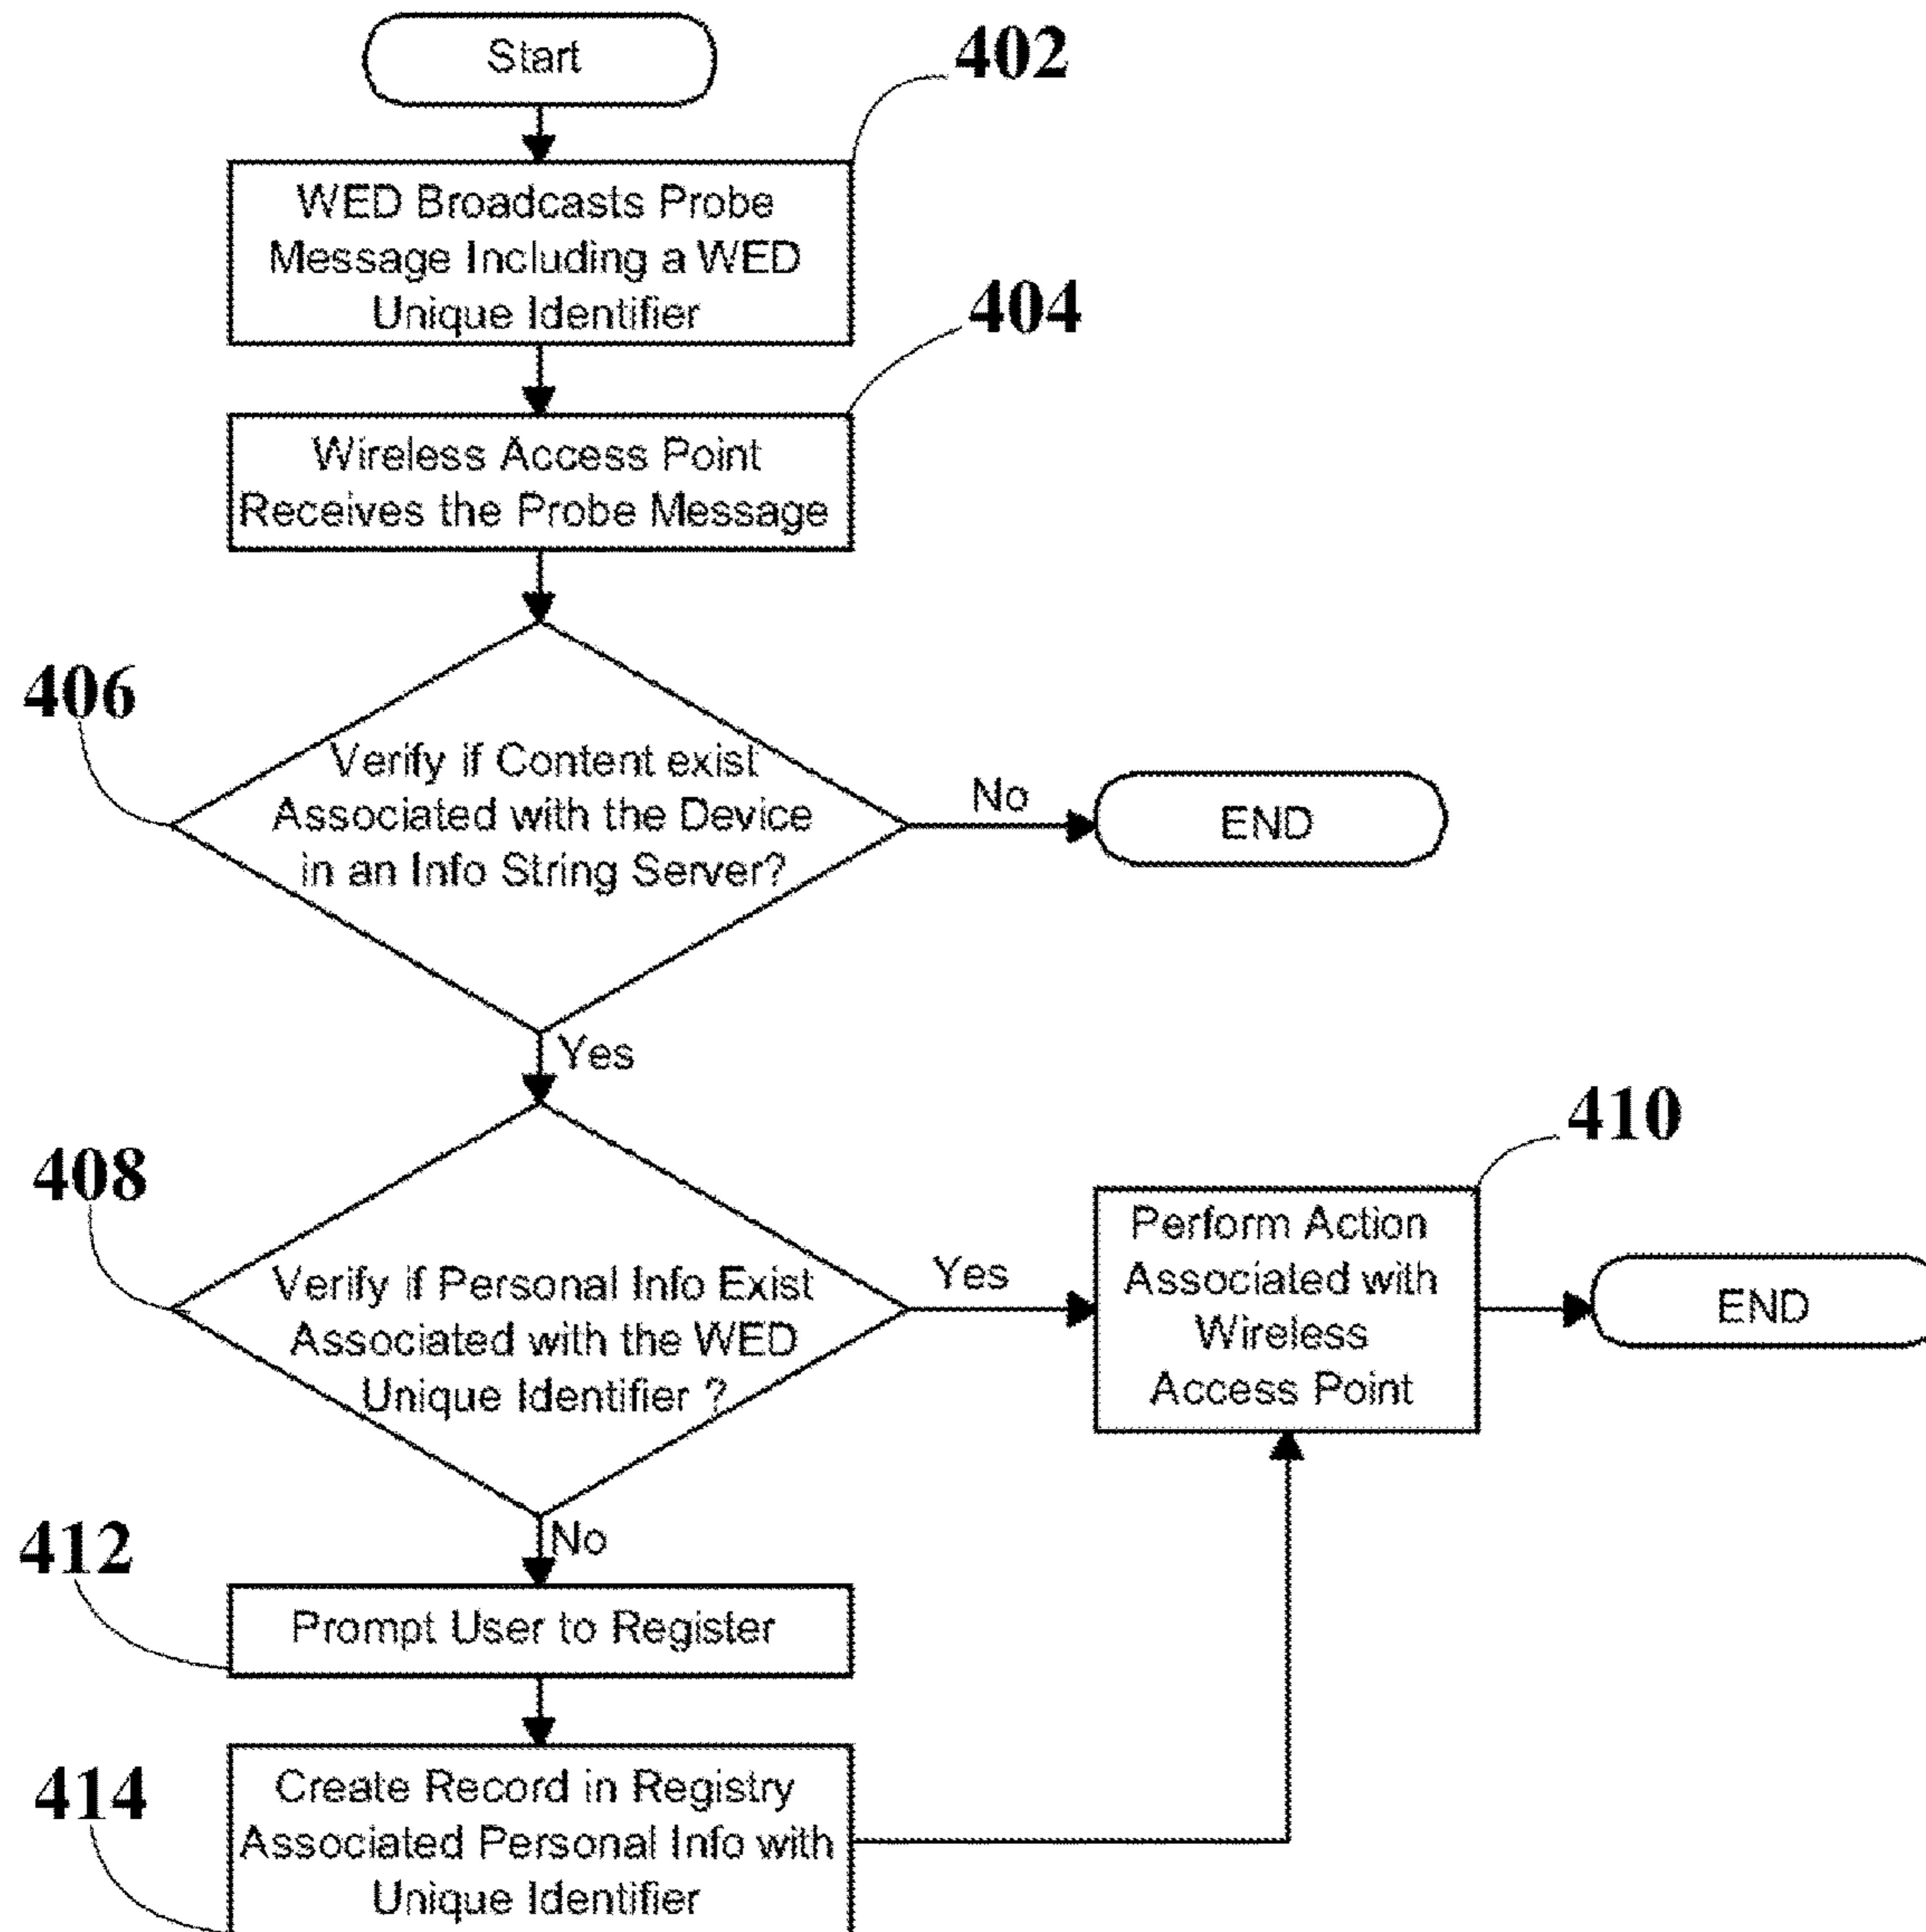 Start
402
WED Broadcasts Probe
Message Including a WED
Unique Identifier
404
Wireless Access Point
Receives the Probe Message
406
Verify if Content exist
Associated with the Device
in an Info String Server?
No
END
Yes
408
Verify if Personal Info Exist
Associated with the WED
Unique Identifier ?
Yes
410
Perform Action
Associated with
Wireless
Access Point
END
No
412
Prompt User to Register
414
Create Record in Registry
Associated Personal Info with
Unique Identifier